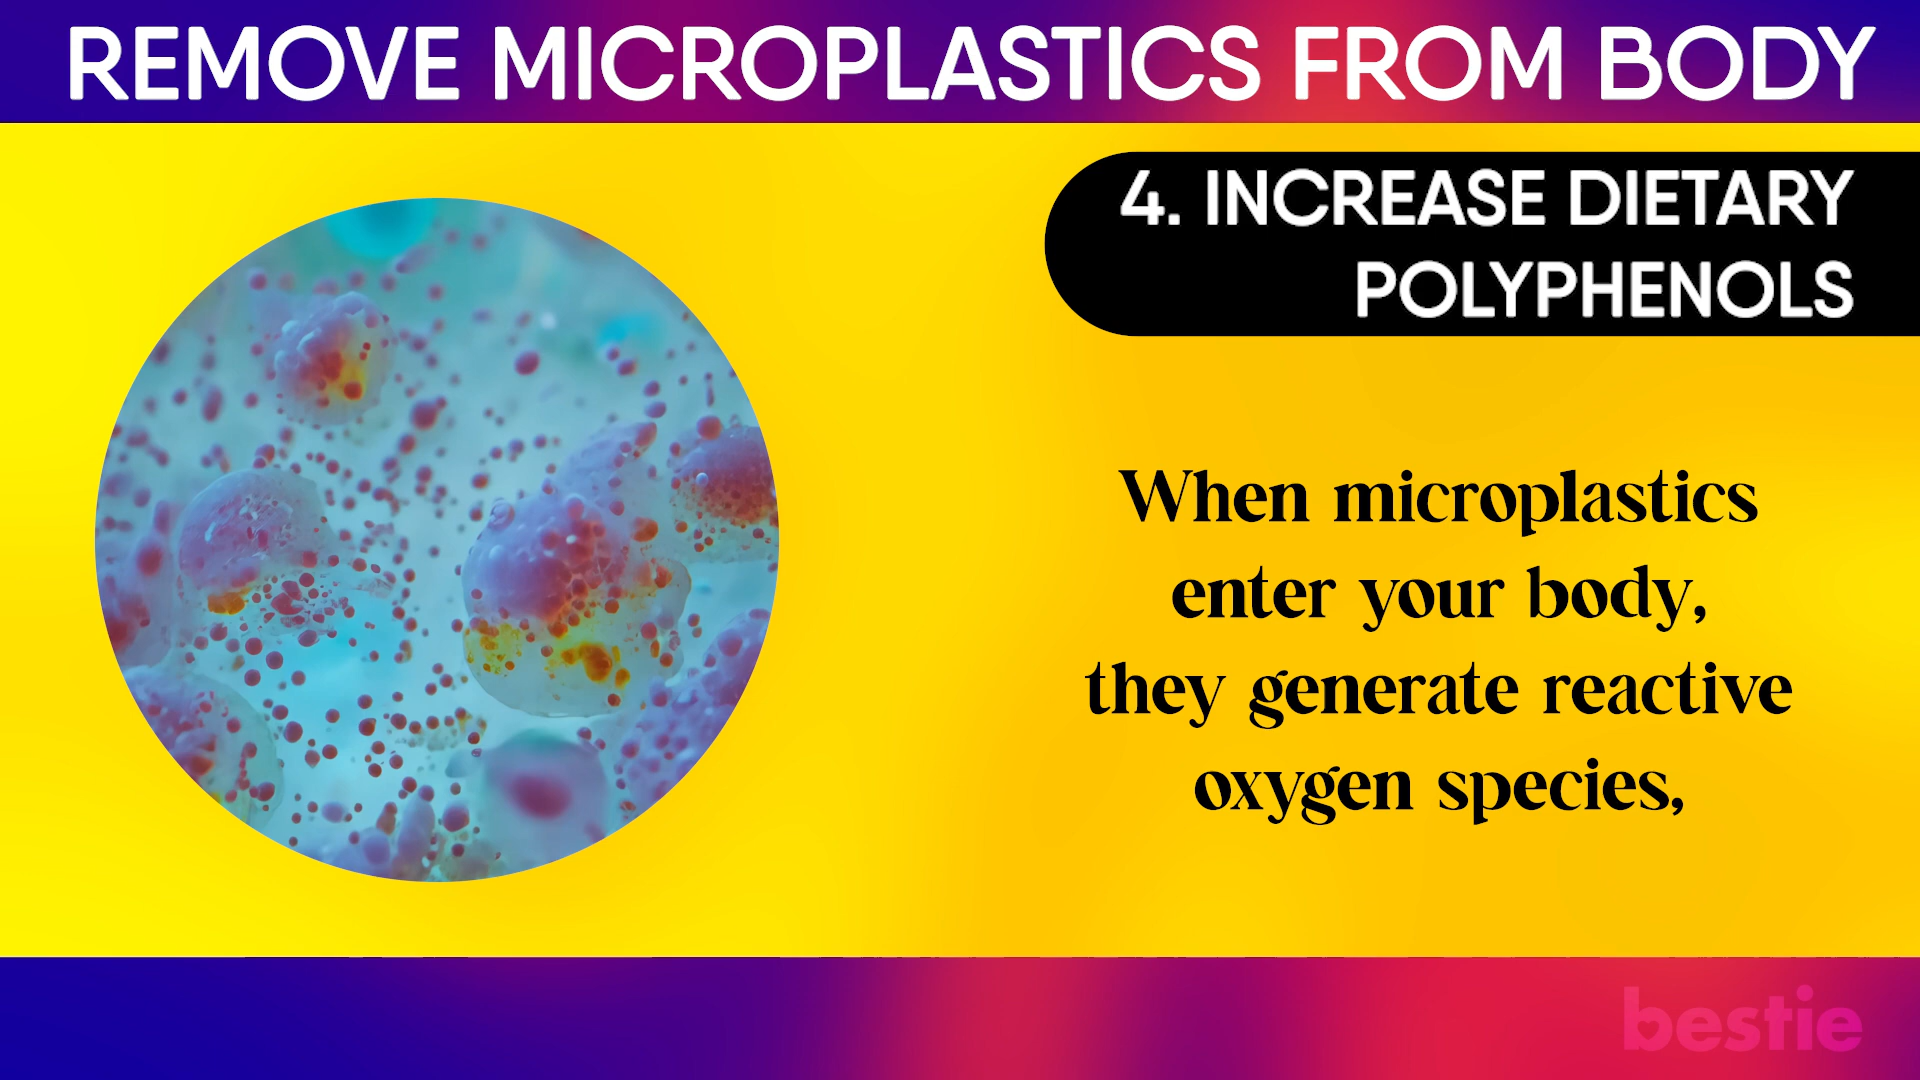 REMOVE MICROPLASTICS FROM BODY
4. INCREASE DIETARY
POLYPHENOLS
When microplastics
enter your body,
they generate reactive
oxygen species,
bestie